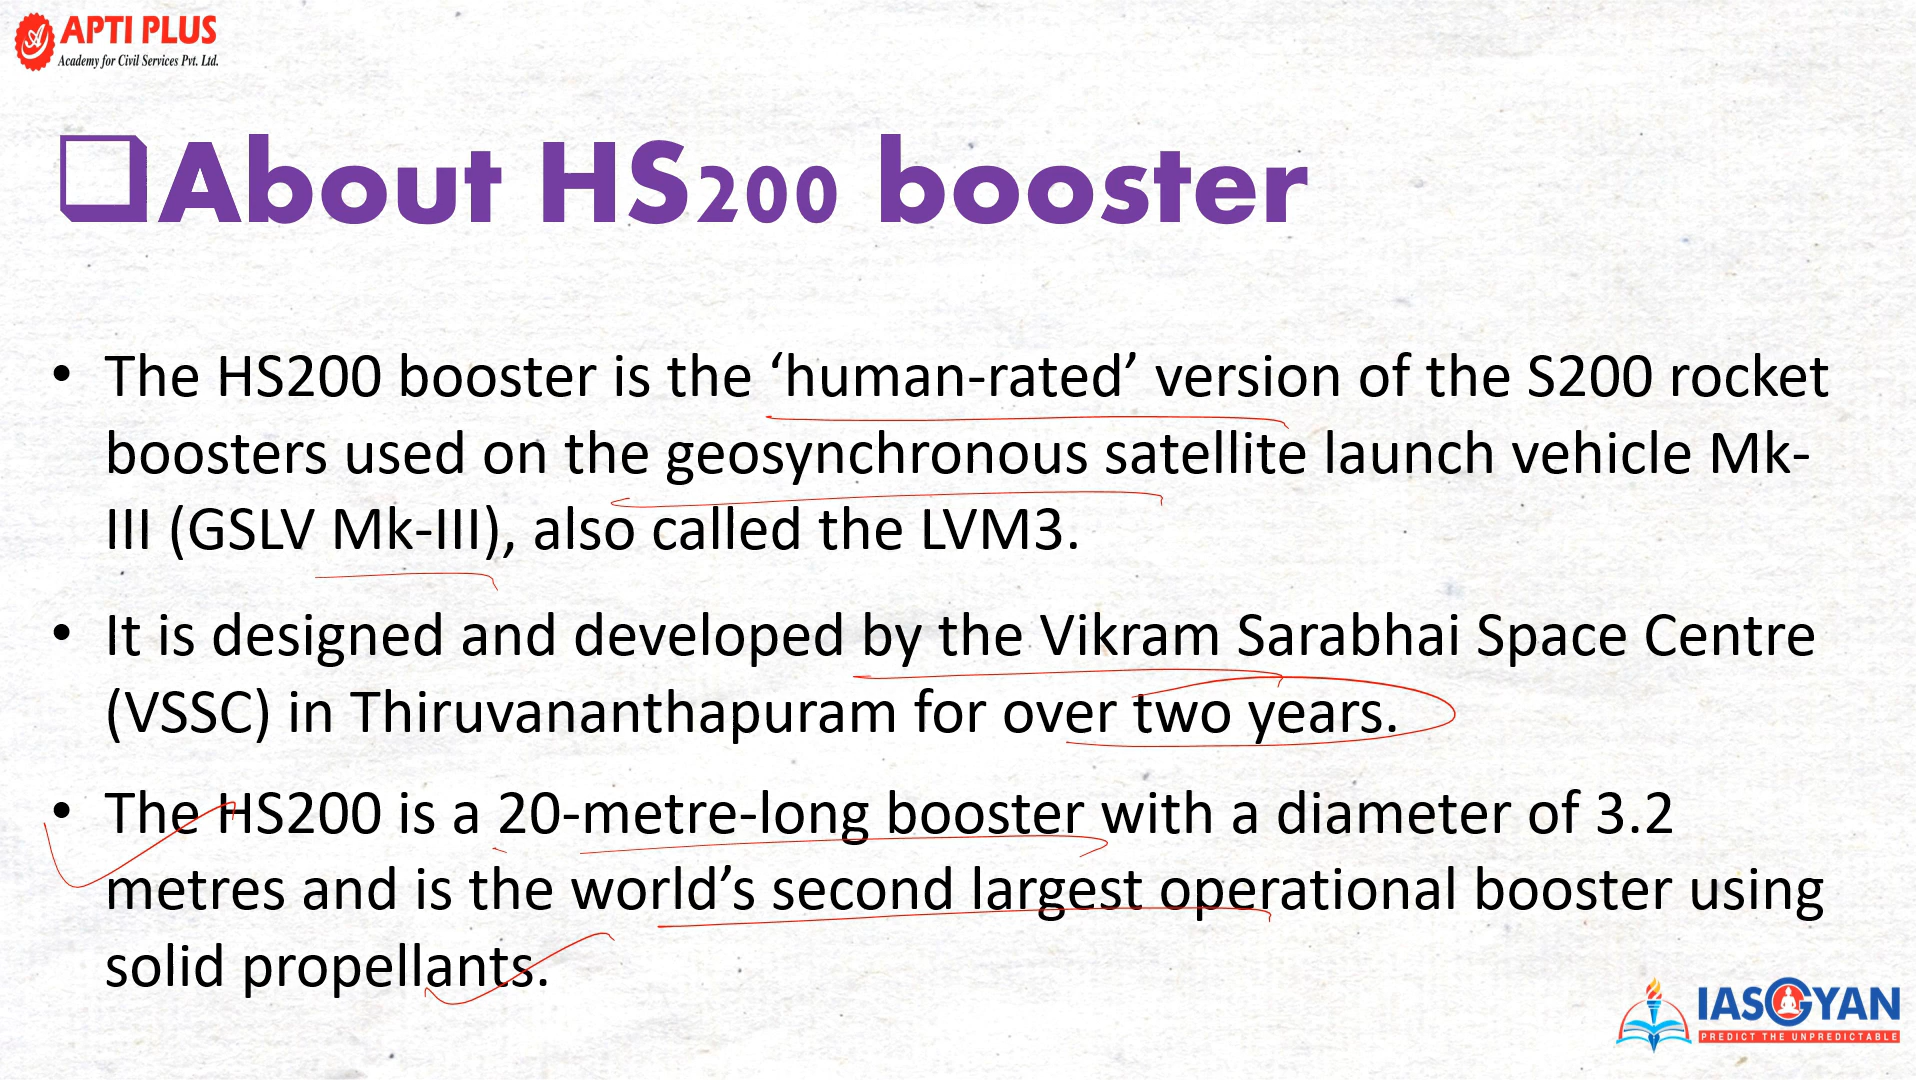 APTI PLUS
Academy for Civil Services Pvt. Ltd.
❑About HS200 booster
• The HS200 booster is the ‘human-rated’ version of the S200 rocket
boosters used on the geosynchronous satellite launch vehicle Mk-
III (GSLV Mk-III), also called the LVM3.
• It is designed and developed by the Vikram Sarabhai Space Centre
(VSSC) in Thiruvananthapuram for over two years.
• The HS200 is a 20-metre-long booster with a diameter of 3.2
metres and is the world’s second largest operational booster using
solid propellants.
IASGYAN
PREDICT THE UNPREDICTABLE